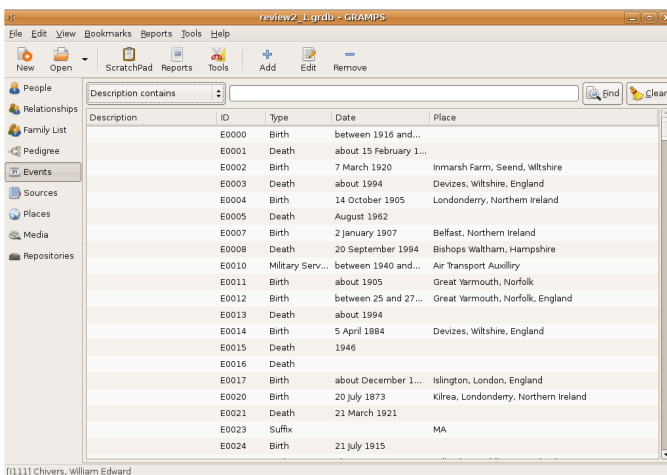 review2_1.grdb - GRAMPS
File Edit View Bookmarks Reports Tools Help
New Open ScratchPad Reports Tools Add Edit Remove
People
Relationships
Family List
Pedigree
Events
Sources
Places
Media
Repositories
Description contains Find Clear
Description ID Type Date Place
E0000 Birth between 1916 and...
E0001 Death about 15 February 1...
E0002 Birth 7 March 1920 Inmarsh Farm, Seend, Wiltshire
E0003 Death about 1994 Devizes, Wiltshire, England
E0004 Birth 14 October 1905 Londonderry, Northern Ireland
E0005 Death August 1962
E0007 Birth 2 January 1907 Belfast, Northern Ireland
E0008 Death 20 September 1994 Bishops Waltham, Hampshire
E0010 Military Serv... between 1940 and... Air Transport Auxilliry
E0011 Birth about 1905 Great Yarmouth, Norfolk
E0012 Birth between 25 and 27... Great Yarmouth, Norfolk, England
E0013 Death about 1994
E0014 Birth 5 April 1884 Devizes, Wiltshire, England
E0015 Death 1946
E0016 Death
E0017 Birth about December 1... Islington, London, England
E0020 Birth 20 July 1873 Kilrea, Londonderry, Northern Ireland
E0021 Death 21 March 1921
E0023 Suffix MA
E0024 Birth 21 July 1915
[I111] Chivers, William Edward